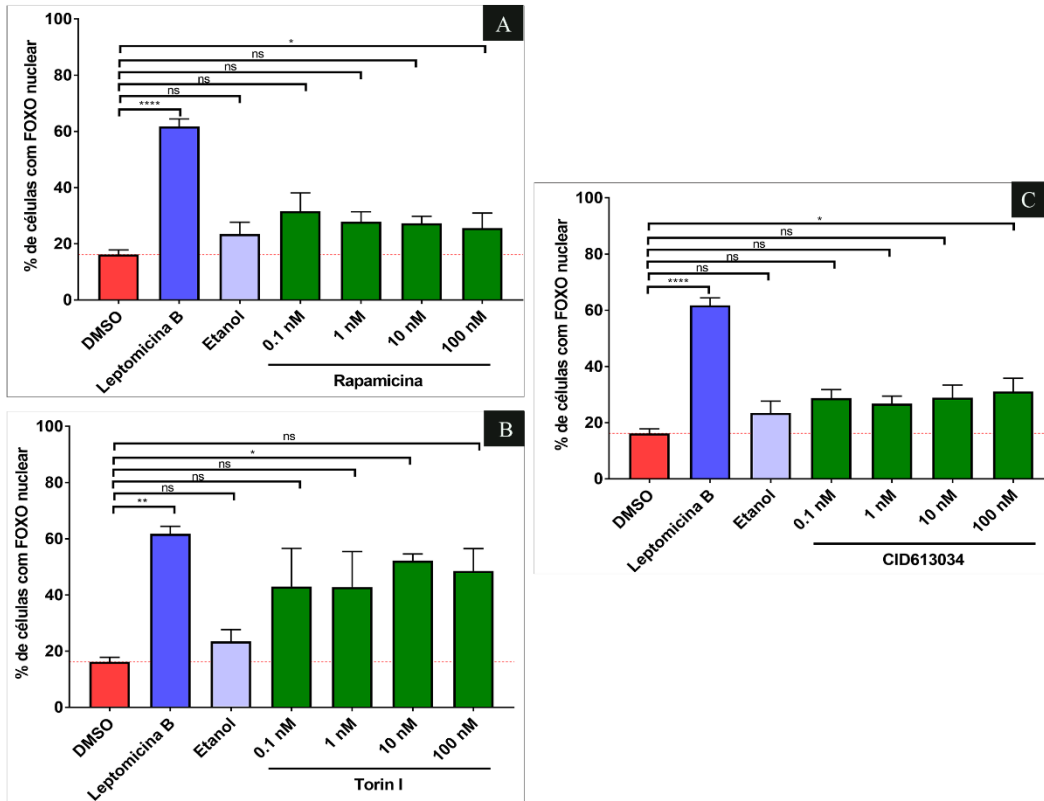 A
% de células com FOXO nuclear
100
80
60
40
20
0
*
ns
ns
ns
ns
****
DMSO
Leptomicina B
Etanol
0.1 nM
1 nM
10 nM
100 nM
Rapamicina
B
% de células com FOXO nuclear
100
80
60
40
20
0
ns
*
ns
ns
ns
**
DMSO
Leptomicina B
Etanol
0.1 nM
1 nM
10 nM
100 nM
Torin I
C
% de células com FOXO nuclear
100
80
60
40
20
0
*
ns
ns
ns
ns
****
DMSO
Leptomicina B
Etanol
0.1 nM
1 nM
10 nM
100 nM
CID613034